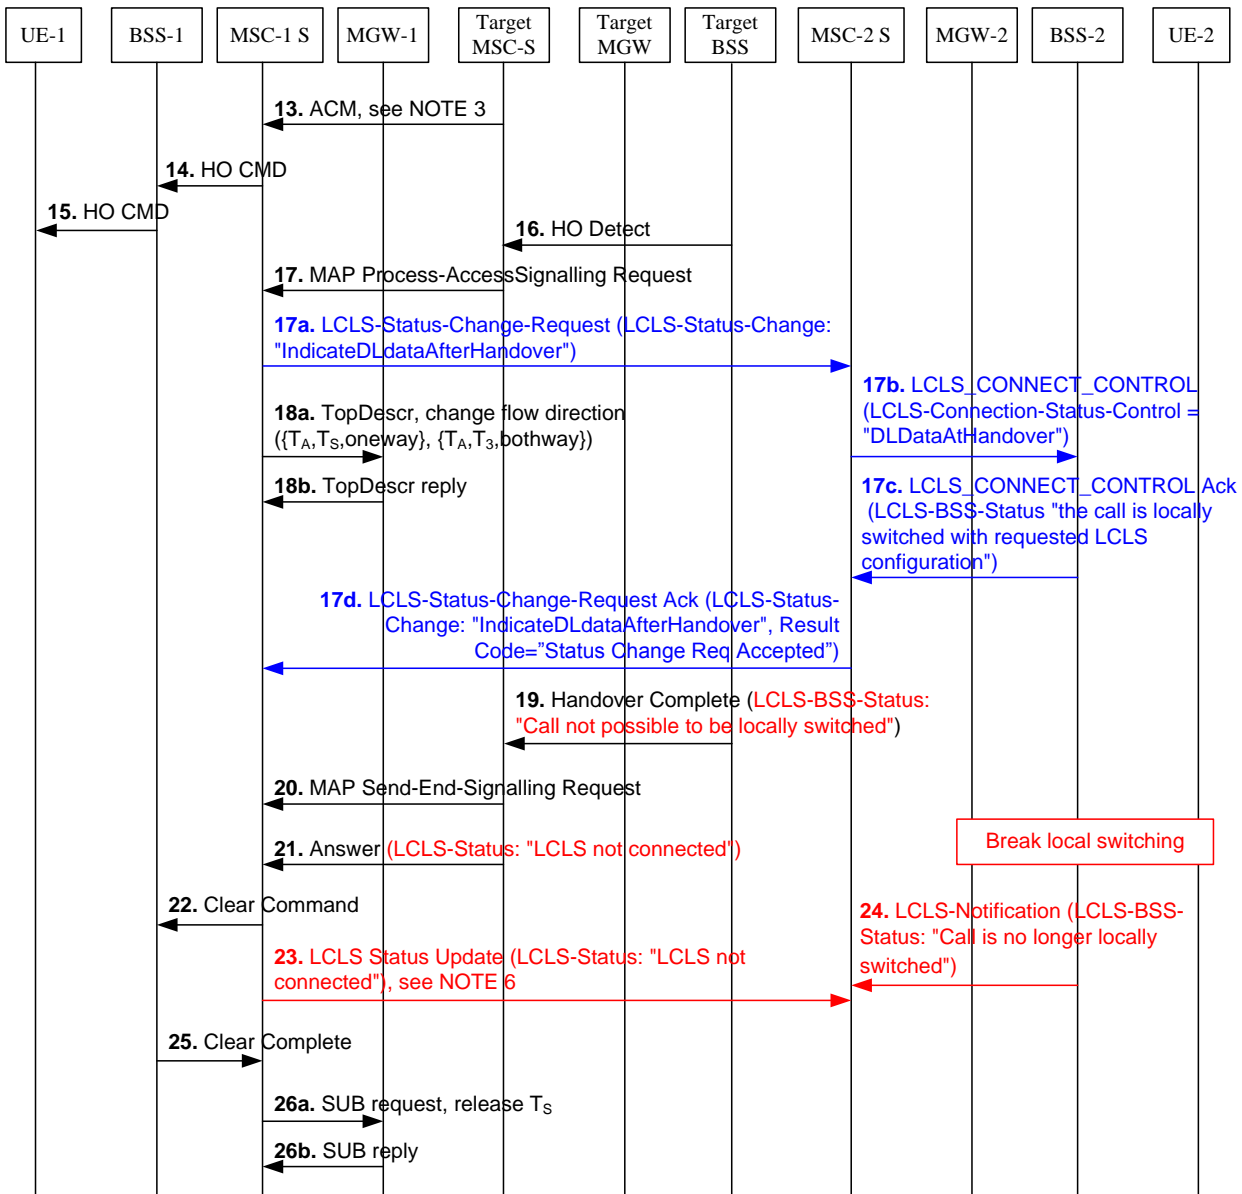 UE-1
BSS-1
MSC-1 S
MGW-1
Target
MSC-S
Target
MGW
Target
BSS
MSC-2 S
MGW-2
BSS-2
UE-2
13. ACM, see NOTE 3
14. HO CMD
15. HO CMD
16. HO Detect
17. MAP Process-AccessSignalling Request
17a. LCLS-Status-Change-Request (LCLS-Status-Change:
"IndicateDLdataAfterHandover")
17b. LCLS_CONNECT_CONTROL
(LCLS-Connection-Status-Control =
"DLDataAtHandover")
18a. TopDescr, change flow direction
({TA,TS,oneway}, {TA,T3,bothway})
18b. TopDescr reply
17c. LCLS_CONNECT_CONTROL Ack
(LCLS-BSS-Status "the call is locally
switched with requested LCLS
configuration")
17d. LCLS-Status-Change-Request Ack (LCLS-Status-
Change: "IndicateDLdataAfterHandover", Result
Code=”Status Change Req Accepted”)
19. Handover Complete (LCLS-BSS-Status:
"Call not possible to be locally switched")
20. MAP Send-End-Signalling Request
21. Answer (LCLS-Status: "LCLS not connected")
Break local switching
22. Clear Command
24. LCLS-Notification (LCLS-BSS-
Status: "Call is no longer locally
switched")
23. LCLS Status Update (LCLS-Status: "LCLS not
connected"), see NOTE 6
25. Clear Complete
26a. SUB request, release TS
26b. SUB reply